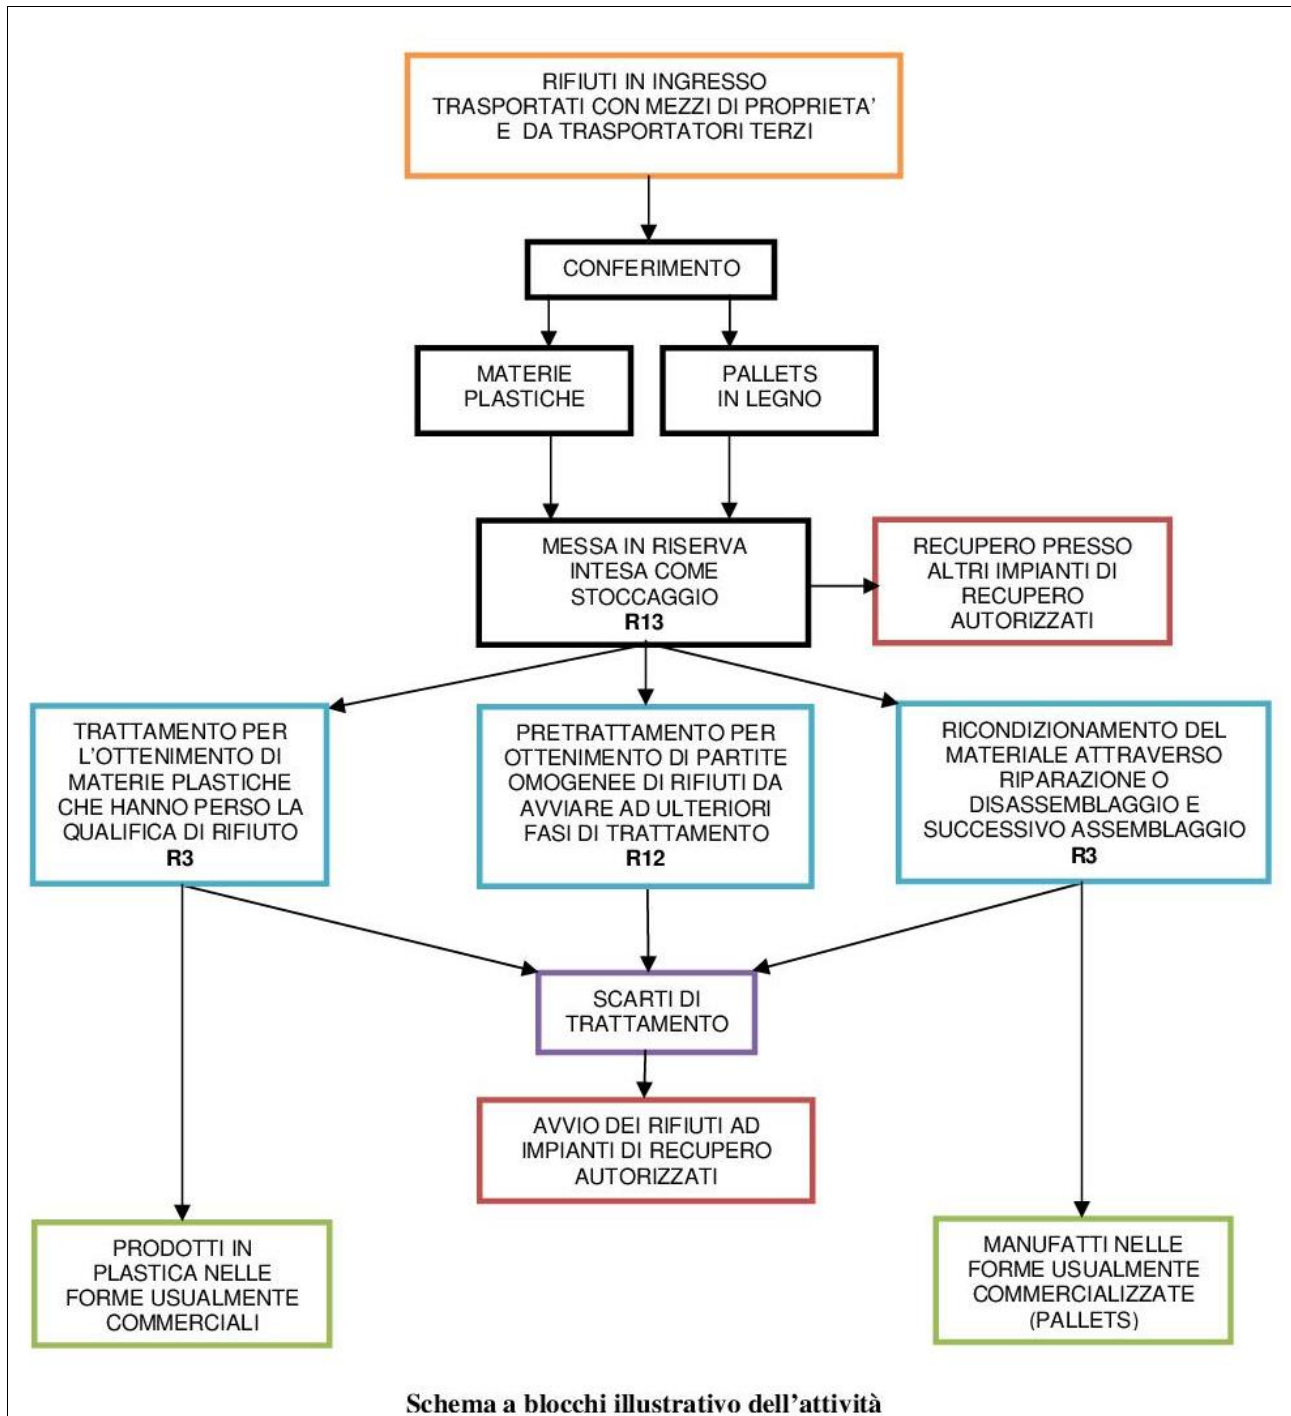 RIFIUTI IN INGRESSO
TRASPORTATI CON MEZZI DI PROPRIETA'
E DA TRASPORTATORI TERZI
CONFERIMENTO
MATERIE
PLASTICHE
PALLETS
IN LEGNO
MESSA IN RISERVA
INTESA COME
STOCCAGGIO
R13
RECUPERO PRESSO
ALTRI IMPIANTI DI
RECUPERO
AUTORIZZATI
TRATTAMENTO PER
L'OTTENIMENTO DI
MATERIE PLASTICHE
CHE HANNO PERSO LA
QUALIFICA DI RIFIUTO
R3
PRETRATTAMENTO PER
OTTENIMENTO DI PARTITE
OMOGENEE DI RIFIUTI DA
AVVIARE AD ULTERIORI
FASI DI TRATTAMENTO
R12
RICONDIZIONAMENTO DEL
MATERIALE ATTRAVERSO
RIPARAZIONE O
DISASSEMBLAGGIO E
SUCCESSIVO ASSEMBLAGGIO
R3
SCARTI DI
TRATTAMENTO
AVVIO DEI RIFIUTI AD
IMPIANTI DI RECUPERO
AUTORIZZATI
PRODOTTI IN
PLASTICA NELLE
FORME USUALMENTE
COMMERCIALI
MANUFATTI NELLE
FORME USUALMENTE
COMMERCIALIZZATE
(PALLETS)
Schema a blocchi illustrativo dell'attività